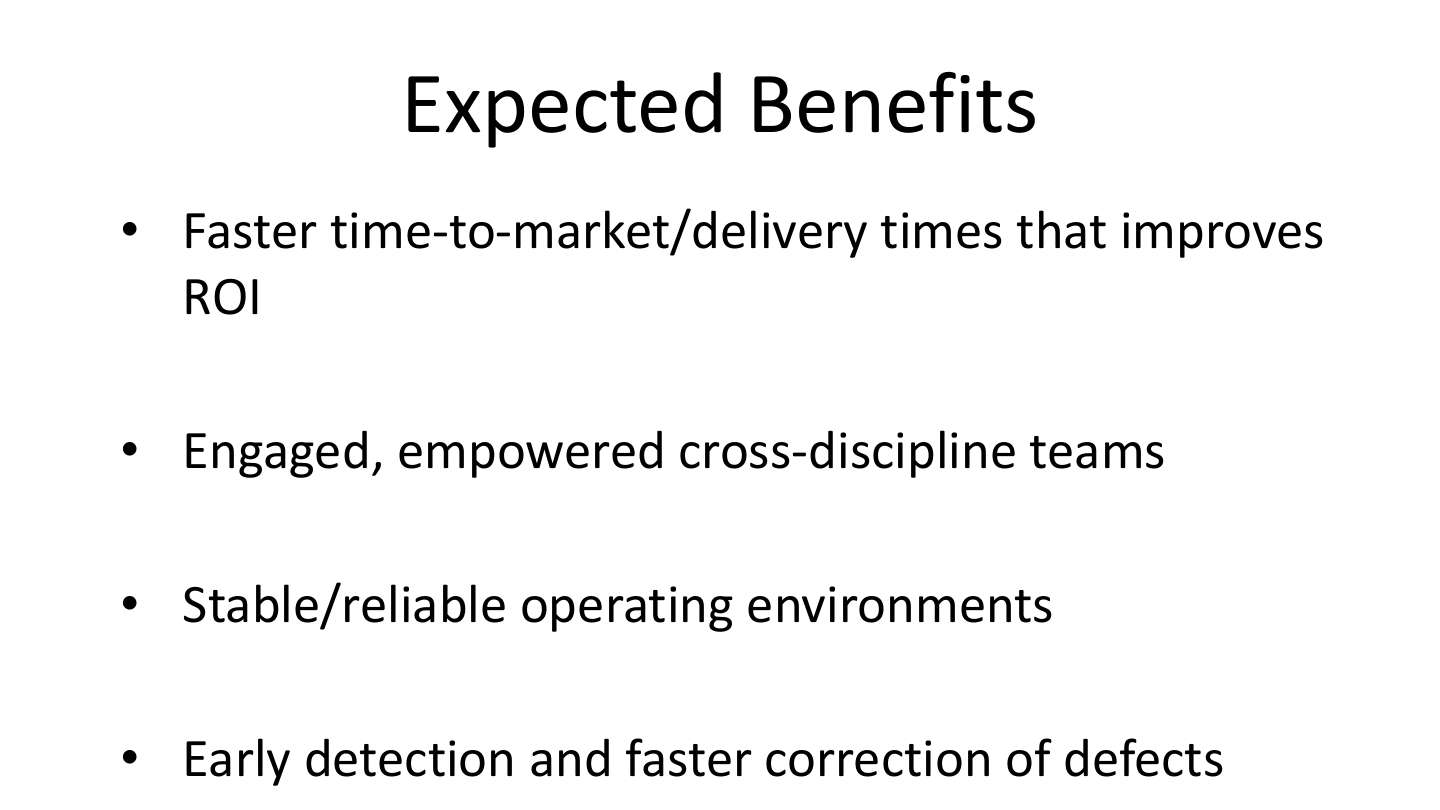 Expected Benefits
• Faster time-to-market/delivery times that improves
ROI
• Engaged, empowered cross-discipline teams
• Stable/reliable operating environments
• Early detection and faster correction of defects